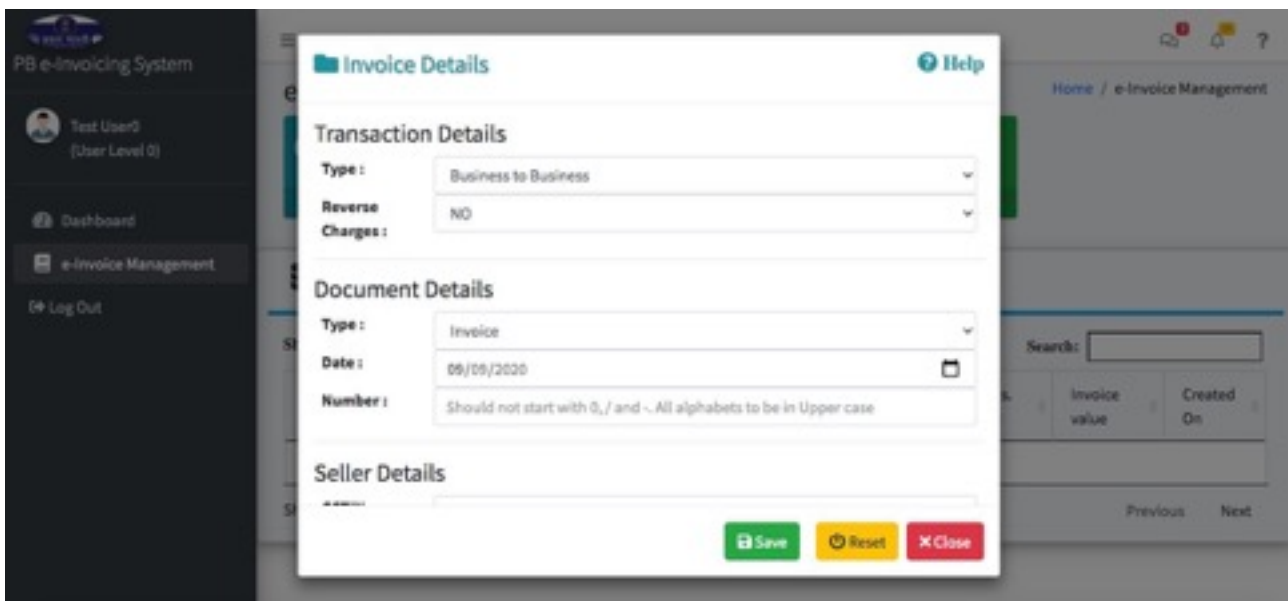 PB e-Invoicing System
Test User0
(User Level 0)
Dashboard
e-Invoice Management
Log Out
Home / e-Invoice Management
?
Invoice Details
Help
Transaction Details
Type :
Business to Business
Reverse
Charges :
NO
Document Details
Type :
Invoice
Date :
09/09/2020
Number :
Should not start with 0, / and -. All alphabets to be in Upper case
Seller Details
Save
Reset
Close
Search:
Invoice
value
Created
On
Previous
Next